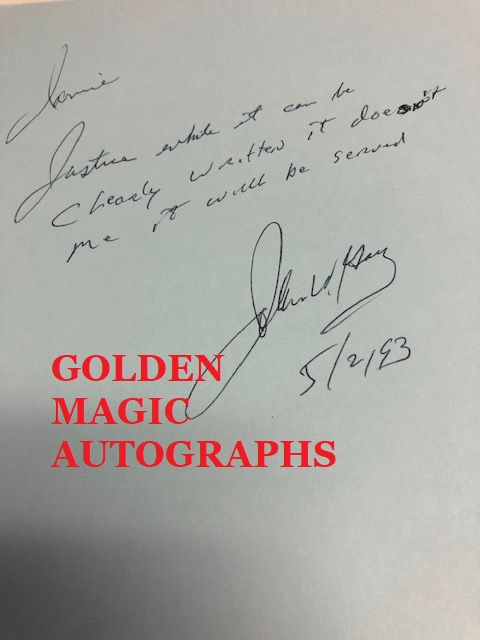 Justice while it can be
Clearly written it doesn't
me it will be served
5/2/93
GOLDEN
MAGIC
AUTOGRAPHS